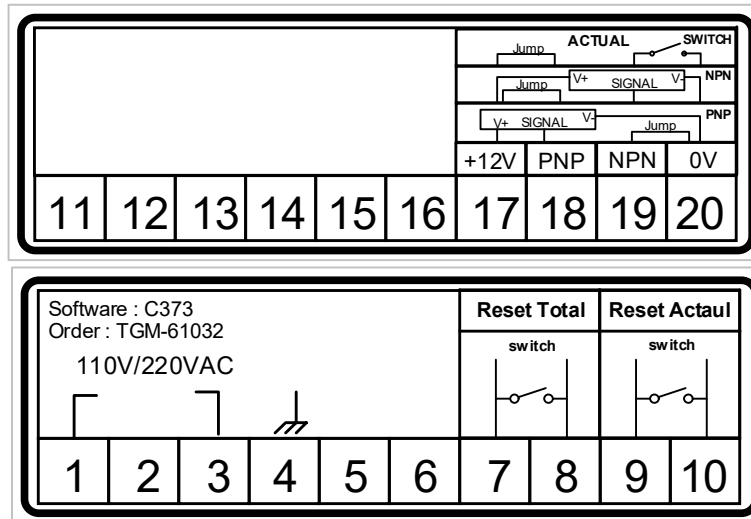 Jump ACTUAL SWITCH
Jump V+ SIGNAL V- NPN
V+ SIGNAL V- Jump PNP
+12V PNP NPN 0V
11 12 13 14 15 16 17 18 19 20
Software : C373
Order : TGM-61032
110V/220VAC
Reset Total Reset Actaul
switch switch
1 2 3 4 5 6 7 8 9 10